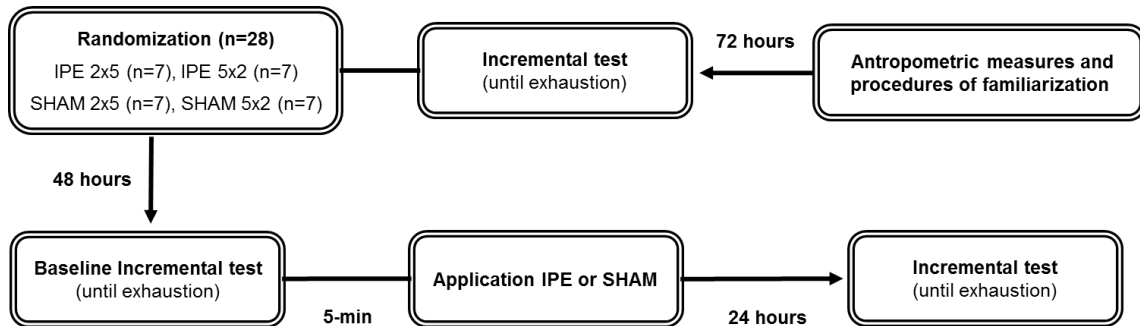 Randomization (n=28)
IPE 2x5 (n=7), IPE 5x2 (n=7)
SHAM 2x5 (n=7), SHAM 5x2 (n=7)
Incremental test
(until exhaustion)
72 hours
Antropometric measures and
procedures of familiarization
48 hours
Baseline Incremental test
(until exhaustion)
5-min
Application IPE or SHAM
24 hours
Incremental test
(until exhaustion)